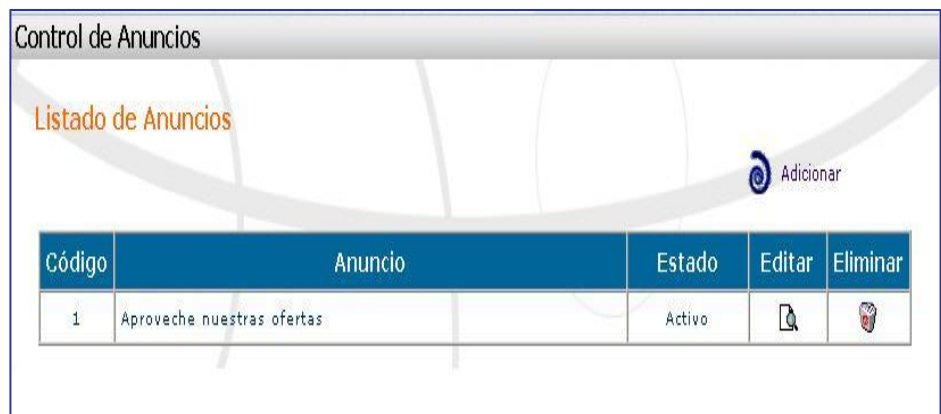 Control de Anuncios
Listado de Anuncios
Adicionar
Código Anuncio Estado Editar Eliminar
1 Aproveche nuestras ofertas Activo